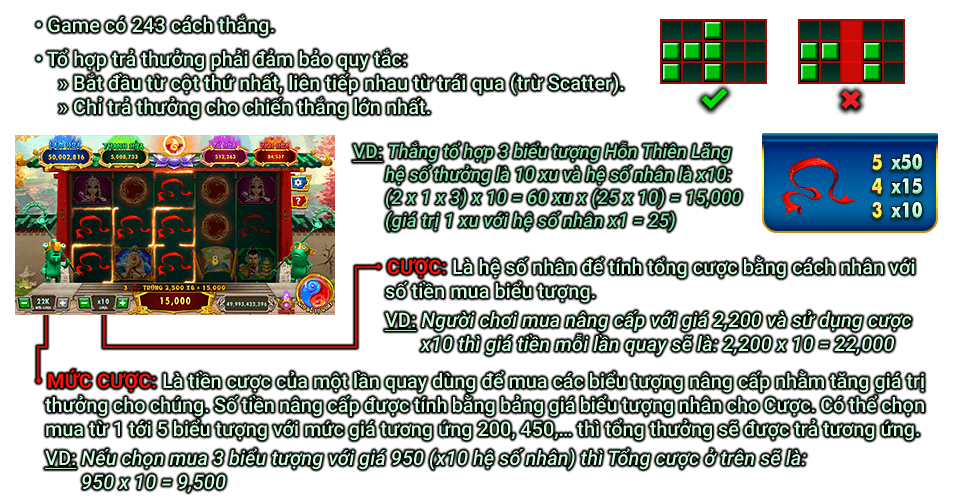 • Game có 243 cách thắng.
• Tổ hợp trả thưởng phải đảm bảo quy tắc:
» Bắt đầu từ cột thứ nhất, liên tiếp nhau từ trái qua (trừ Scatter).
» Chỉ trả thưởng cho chiến thắng lớn nhất.
50,002,816 5,008,733 512,363 84,537
VD: Thắng tổ hợp 3 biểu tượng Hỗn Thiên Lăng
hệ số thưởng là 10 xu và hệ số nhân là x10:
(2 x 1 x 3) x 10 = 60 xu x (25 x 10) = 15,000
(giá trị 1 xu với hệ số nhân x1 = 25)
5 x50
4 x15
3 x10
TRÚNG 2,500 X6 = 15,000
22K x10 15,000 49,993,423,396
MỨC CƯỢC CƯỢC
• CƯỢC: Là hệ số nhân để tính tổng cược bằng cách nhân với
số tiền mua biểu tượng.
VD: Người chơi mua nâng cấp với giá 2,200 và sử dụng cược
x10 thì giá tiền mỗi lần quay sẽ là: 2,200 x 10 = 22,000
• MỨC CƯỢC: Là tiền cược của một lần quay dùng để mua các biểu tượng nâng cấp nhằm tăng giá trị
thưởng cho chúng. Số tiền nâng cấp được tính bằng bảng giá biểu tượng nhân cho Cược. Có thể chọn
mua từ 1 tới 5 biểu tượng với mức giá tương ứng 200, 450,... thì tổng thưởng sẽ được trả tương ứng.
VD: Nếu chọn mua 3 biểu tượng với giá 950 (x10 hệ số nhân) thì Tổng cược ở trên sẽ là:
950 x 10 = 9,500